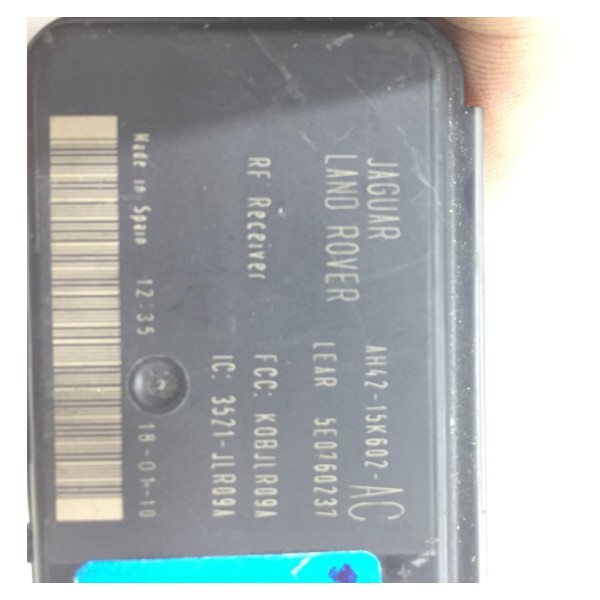 JAGUAR
LAND ROVER
AH42-15K602-AC
LEAR 5E0760237
RF Receiver
FCC: KOBJLR09A
IC: 3521-JLR09A
Made in Spain 12:35 18-01-10